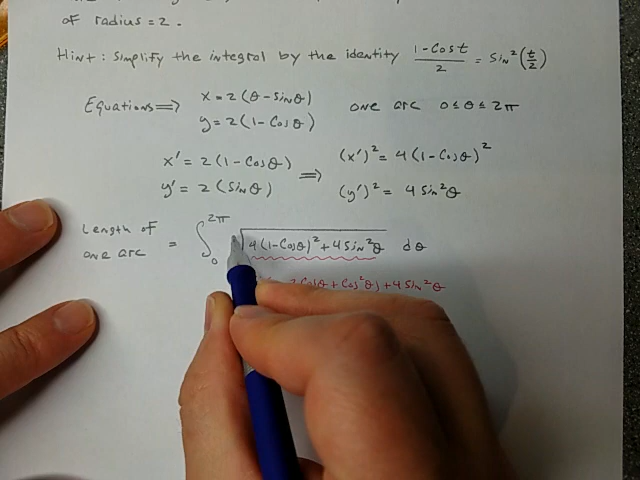 of radius = 2.
Hint: Simplify the integral by the identity (1 - Cos t)/2 = Sin²(t/2)
Equations ⟹ x = 2(θ - Sinθ) one arc 0 ≤ θ ≤ 2π
y = 2(1 - Cosθ)
x' = 2(1 - Cosθ) ⟹ (x')² = 4(1 - Cosθ)²
y' = 2(Sinθ) (y')² = 4 Sin²θ
Length of one arc = ∫₀^2π √(4(1-Cosθ)² + 4 Sin²θ) dθ
2Cosθ + Cos²θ) + 4 Sin²θ